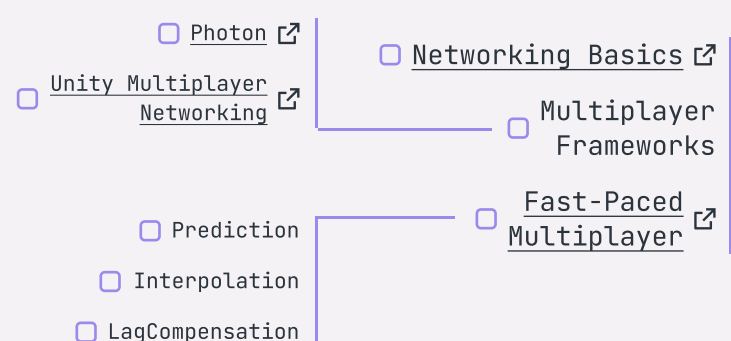 Photon
Unity Multiplayer
Networking
Networking Basics
Multiplayer
Frameworks
Fast-Paced
Multiplayer
Prediction
Interpolation
LagCompensation